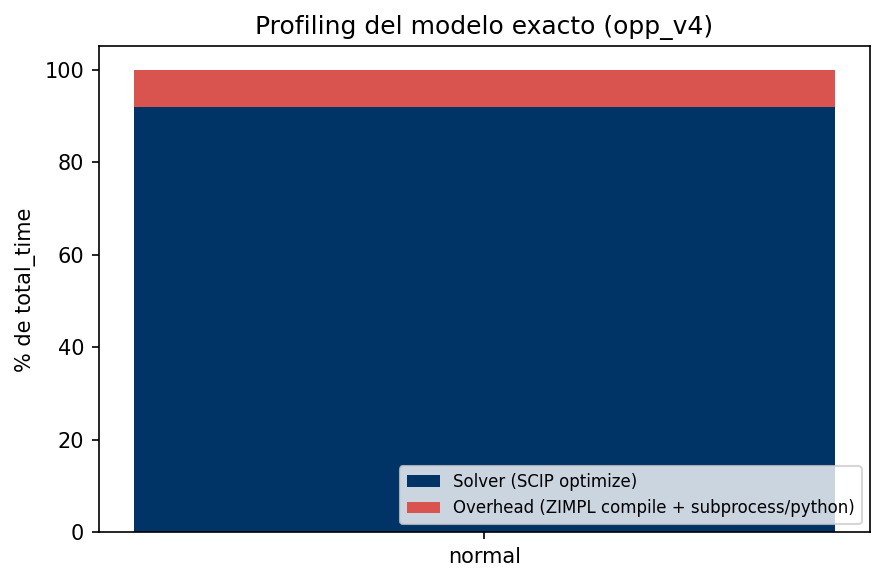 Profiling del modelo exacto (opp_v4)
% de total_time
100
80
60
40
20
0
Solver (SCIP optimize)
Overhead (ZIMPL compile + subprocess/python)
normal